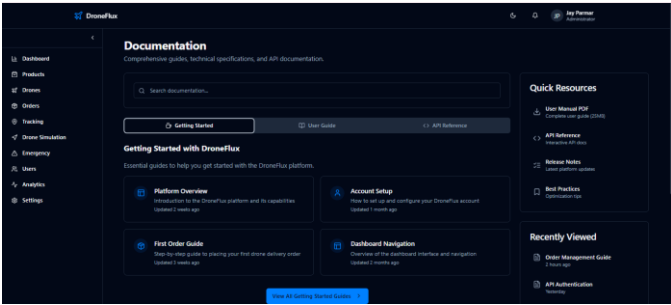 DroneFlux
Jay Parmar
Administrator
Dashboard
Products
Drones
Orders
Tracking
Drone Simulation
Emergency
Users
Analytics
Settings
Documentation
Comprehensive guides, technical specifications, and API documentation.
Search documentation...
Getting Started
User Guide
API Reference
Getting Started with DroneFlux
Essential guides to help you get started with the DroneFlux platform.
Platform Overview
Introduction to the DroneFlux platform and its capabilities
Updated 2 weeks ago
Account Setup
How to set up and configure your DroneFlux account
Updated 1 month ago
First Order Guide
Step-by-step guide to placing your first drone delivery order
Updated 3 weeks ago
Dashboard Navigation
Overview of the dashboard interface and navigation
Updated 2 months ago
View All Getting Started Guides
Quick Resources
User Manual PDF
Complete user guide (25MB)
API Reference
Interactive API docs
Release Notes
Latest platform updates
Best Practices
Optimization tips
Recently Viewed
Order Management Guide
2 hours ago
API Authentication
Yesterday